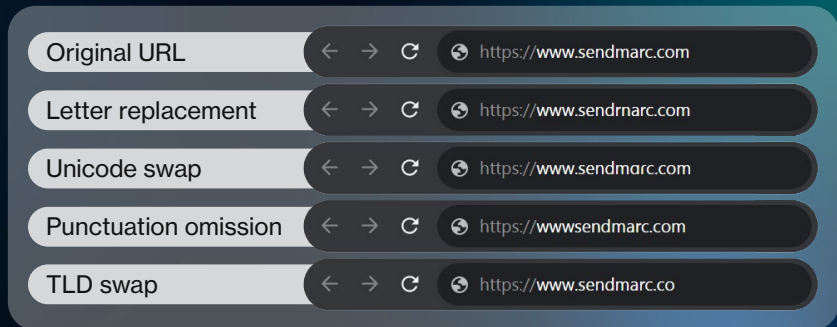 Original URL https://www.sendmarc.com
Letter replacement https://www.sendrnarc.com
Unicode swap https://www.sendmɑrc.com
Punctuation omission https://wwwsendmarc.com
TLD swap https://www.sendmarc.co